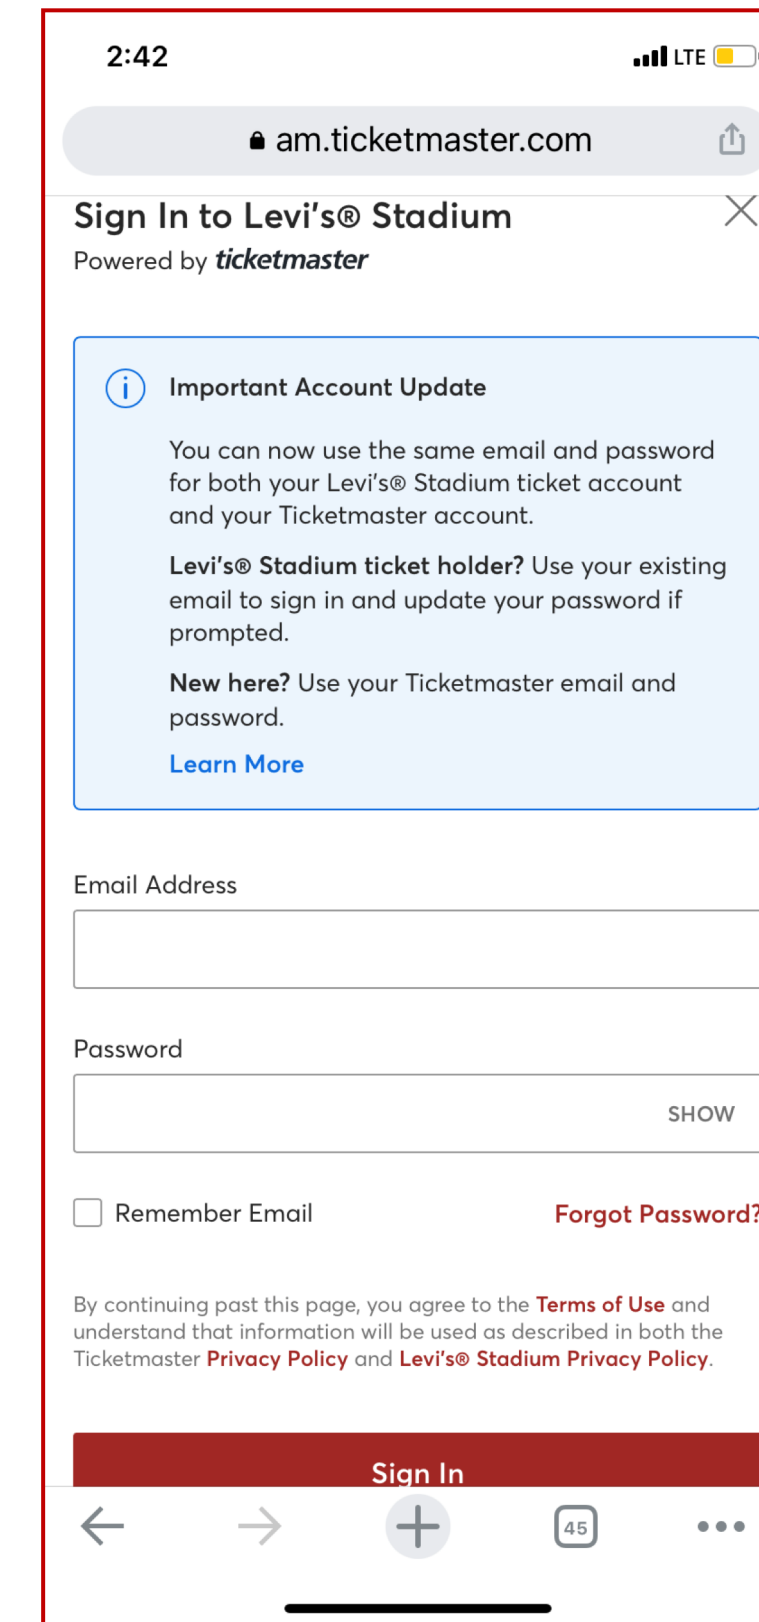 2:42
LTE
am.ticketmaster.com
Sign In to Levi's® Stadium
Powered by ticketmaster
Important Account Update
You can now use the same email and password
for both your Levi's® Stadium ticket account
and your Ticketmaster account.
Levi's® Stadium ticket holder? Use your existing
email to sign in and update your password if
prompted.
New here? Use your Ticketmaster email and
password.
Learn More
Email Address
Password
SHOW
Remember Email
Forgot Password?
By continuing past this page, you agree to the Terms of Use and
understand that information will be used as described in both the
Ticketmaster Privacy Policy and Levi's® Stadium Privacy Policy.
Sign In
45